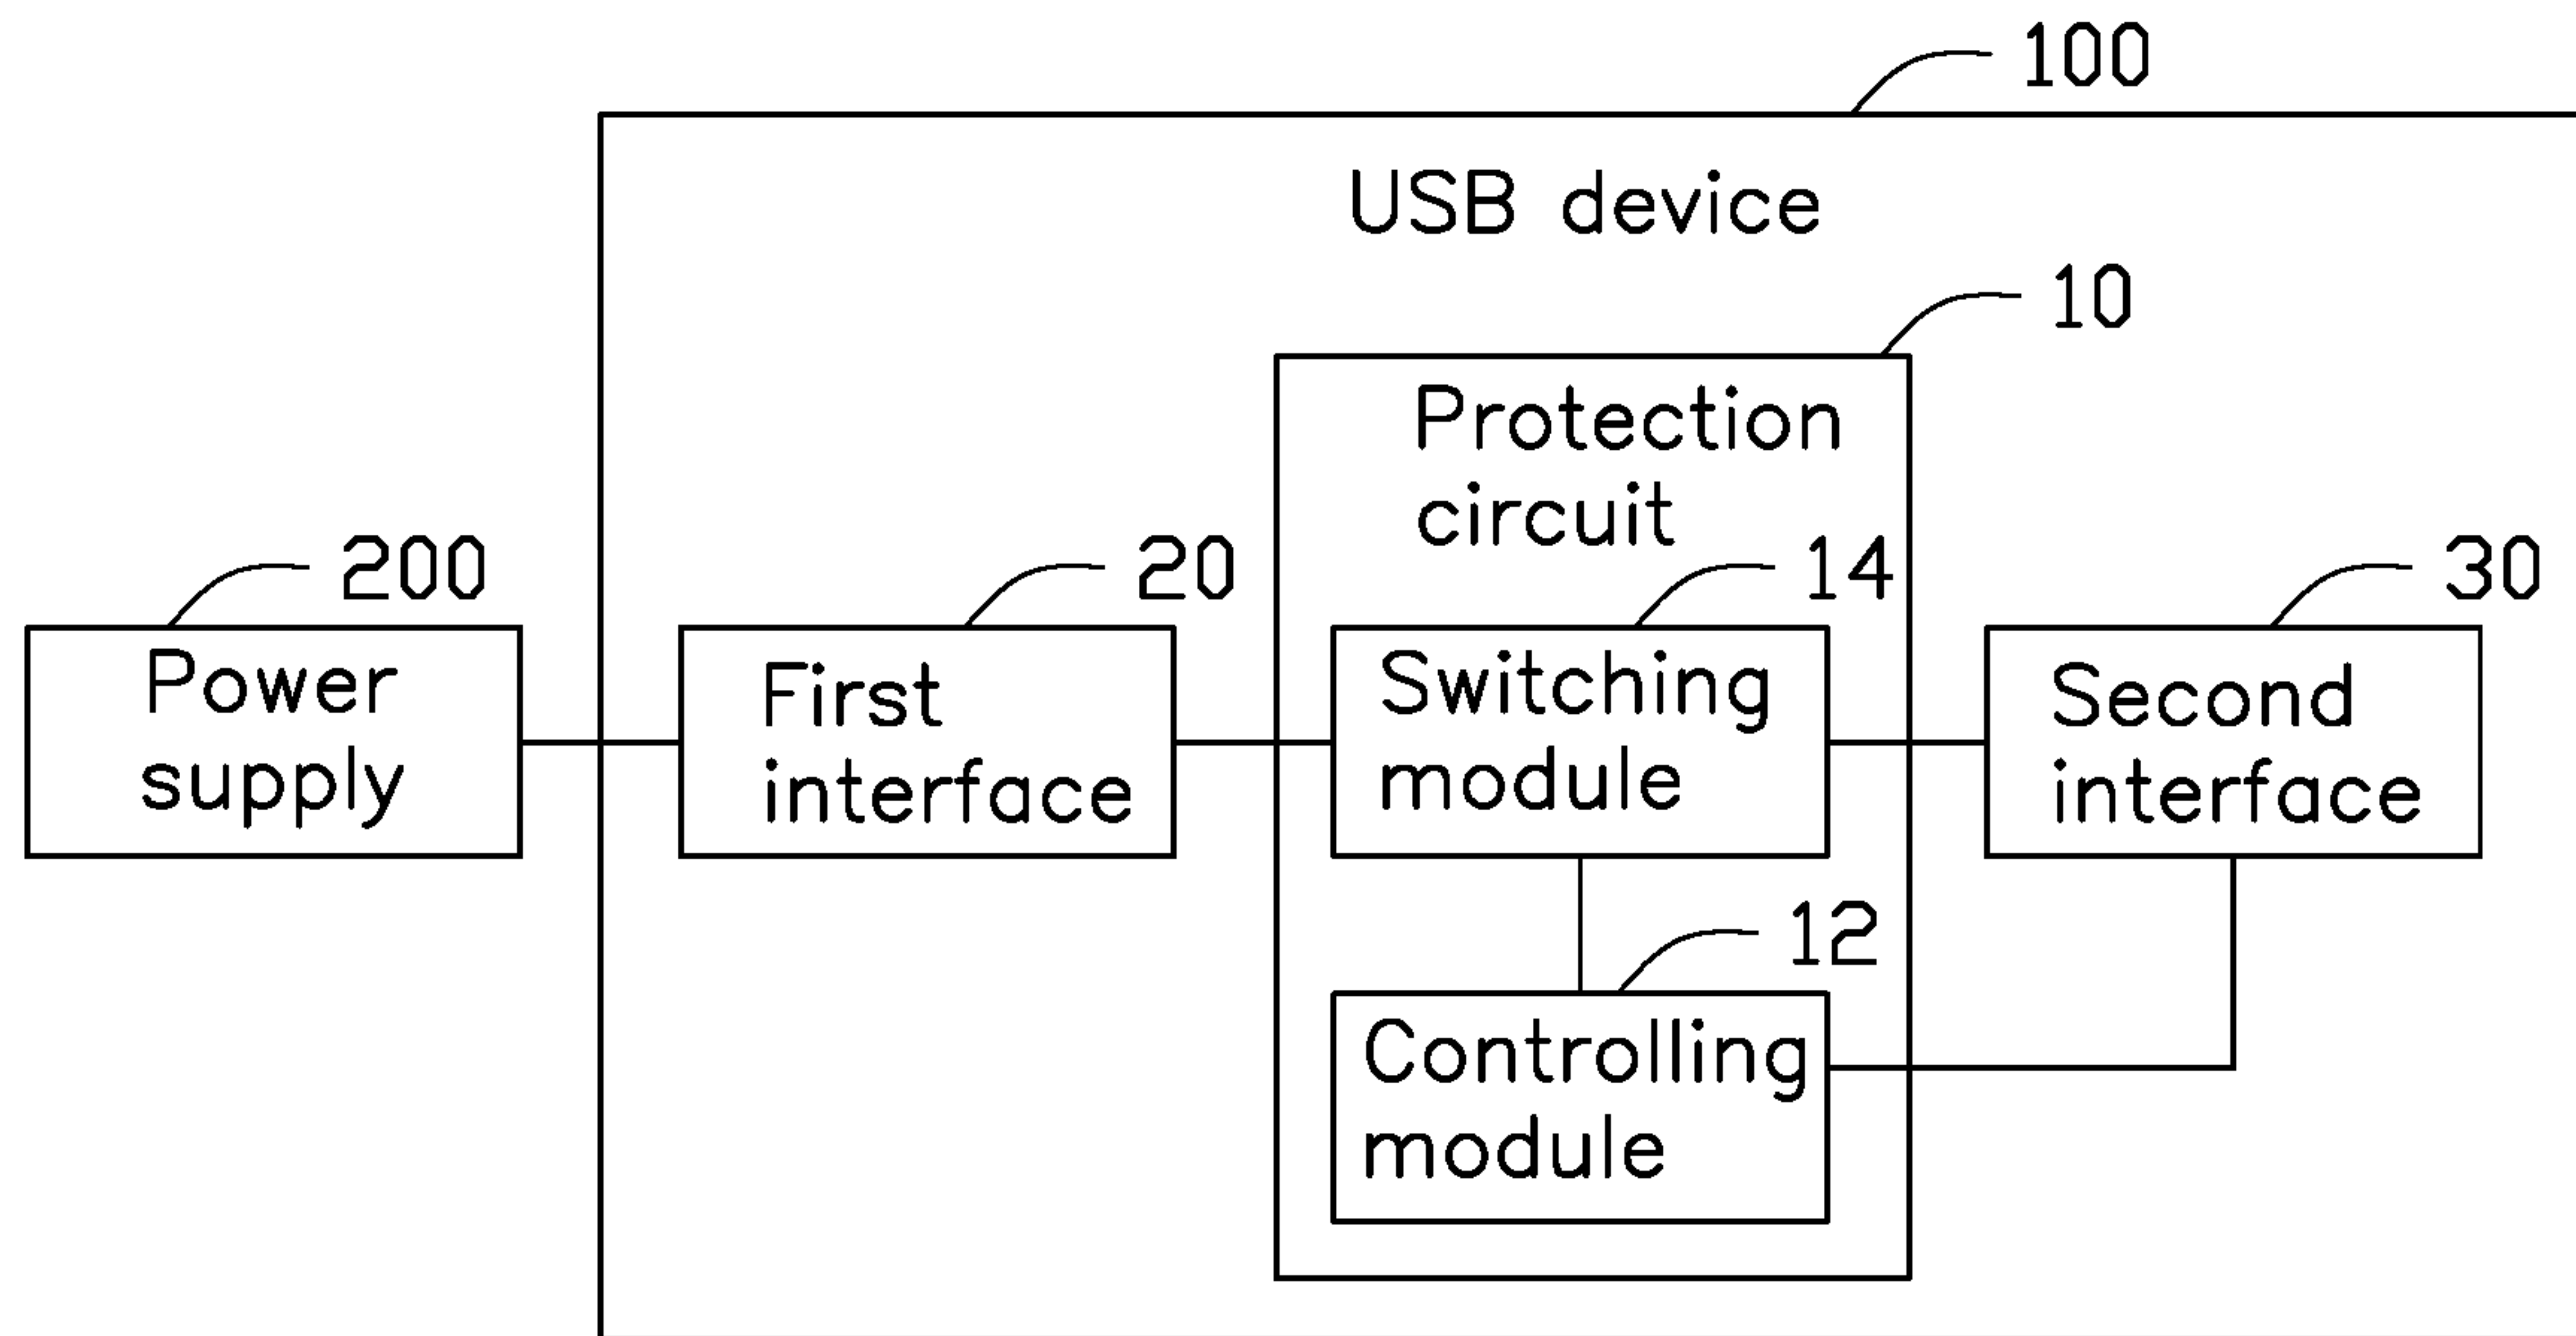 100
USB device
10
Protection
circuit
200
20
14
30
Power
supply
First
interface
Switching
module
Second
interface
12
Controlling
module